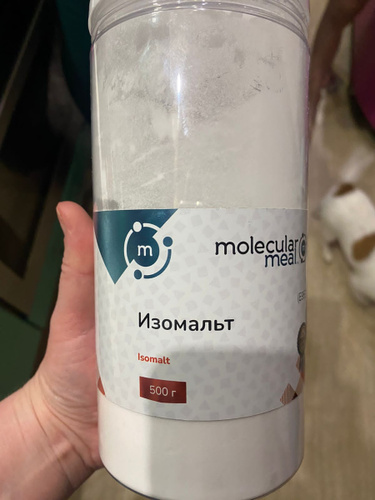 m
molecular
meal
Изомальт
Isomalt
500 г